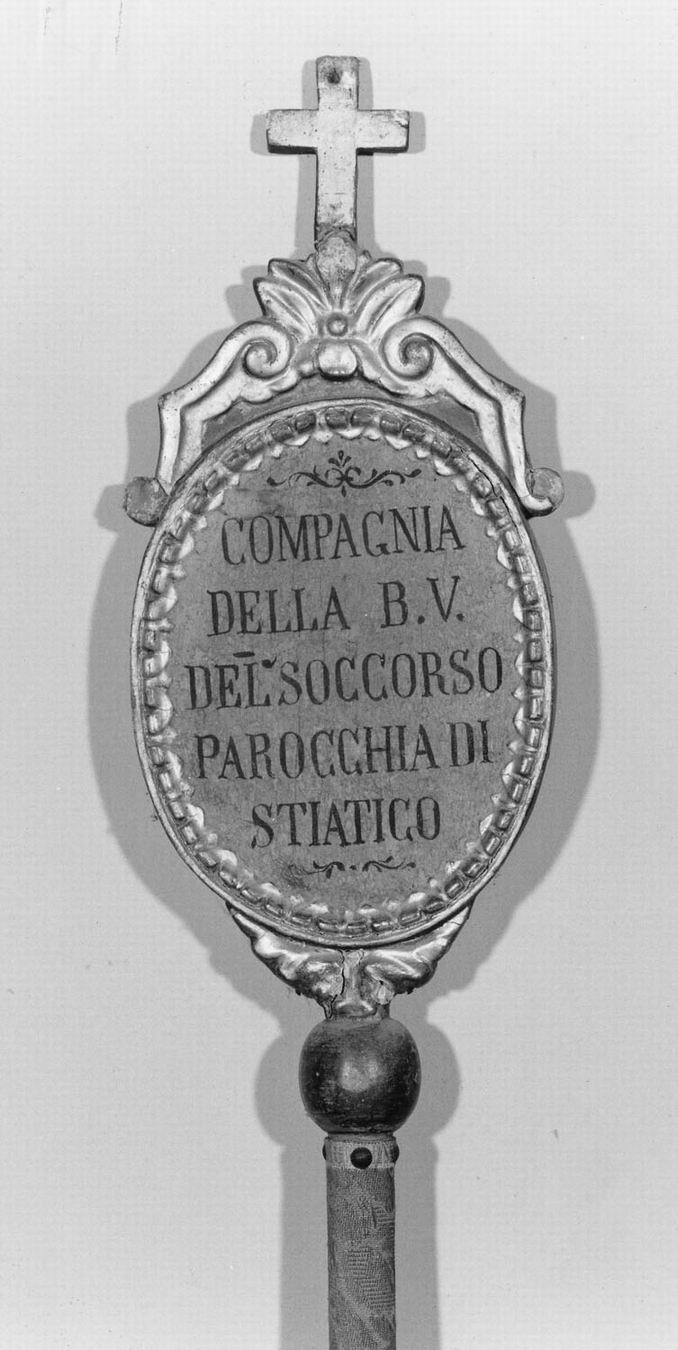 COMPAGNIA
DELLA B.V.
DEL SOCCORSO
PAROCCHIA DI
STIATICO